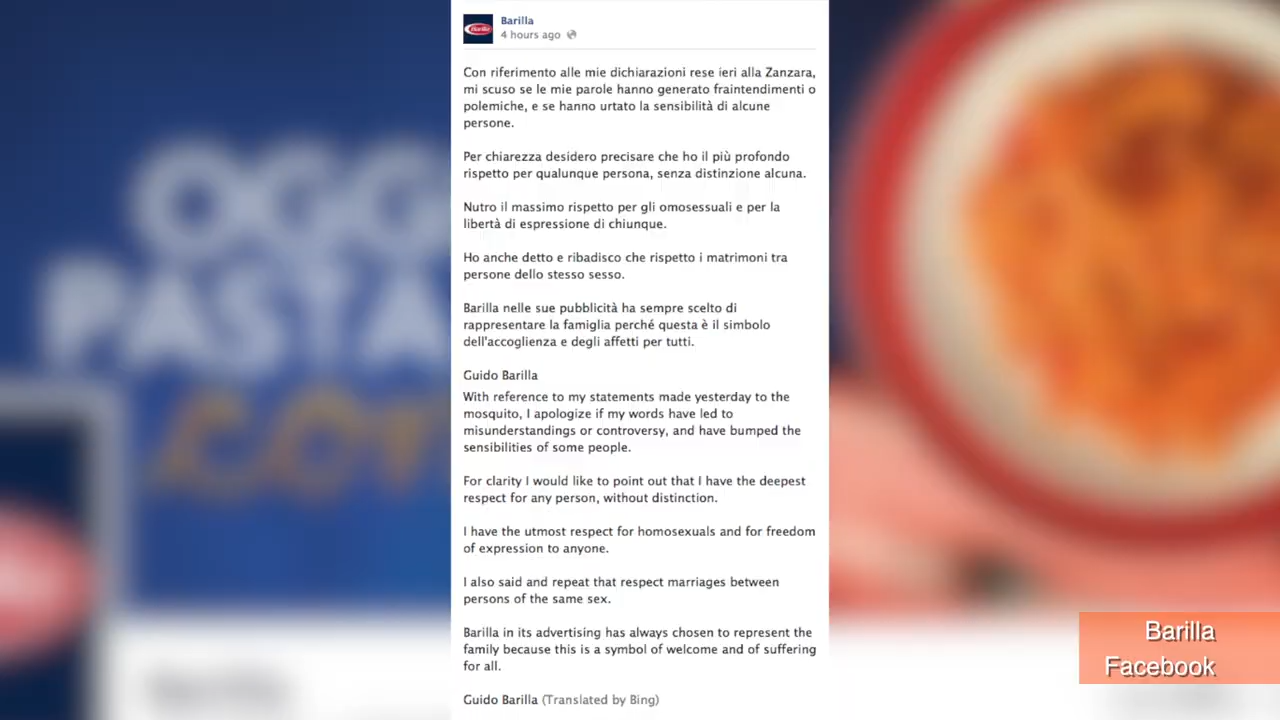 Barilla
4 hours ago
Con riferimento alle mie dichiarazioni rese ieri alla Zanzara,
mi scuso se le mie parole hanno generato fraintendimenti o
polemiche, e se hanno urtato la sensibilità di alcune
persone.
Per chiarezza desidero precisare che ho il più profondo
rispetto per qualunque persona, senza distinzione alcuna.
Nutro il massimo rispetto per gli omosessuali e per la
libertà di espressione di chiunque.
Ho anche detto e ribadisco che rispetto i matrimoni tra
persone dello stesso sesso.
Barilla nelle sue pubblicità ha sempre scelto di
rappresentare la famiglia perché questa è il simbolo
dell'accoglienza e degli affetti per tutti.
Guido Barilla
With reference to my statements made yesterday to the
mosquito, I apologize if my words have led to
misunderstandings or controversy, and have bumped the
sensibilities of some people.
For clarity I would like to point out that I have the deepest
respect for any person, without distinction.
I have the utmost respect for homosexuals and for freedom
of expression to anyone.
I also said and repeat that respect marriages between
persons of the same sex.
Barilla in its advertising has always chosen to represent the
family because this is a symbol of welcome and of suffering
for all.
Guido Barilla (Translated by Bing)
OGG
PASTA
Barilla
Facebook